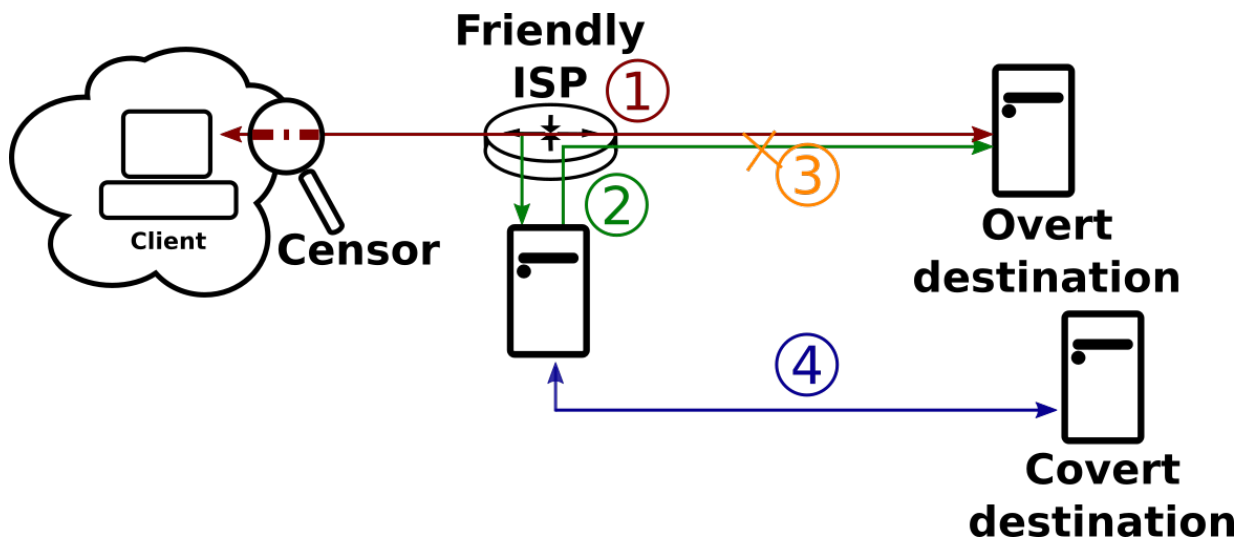 Friendly
ISP
1
Client
Censor
2
3
Overt
destination
4
Covert
destination